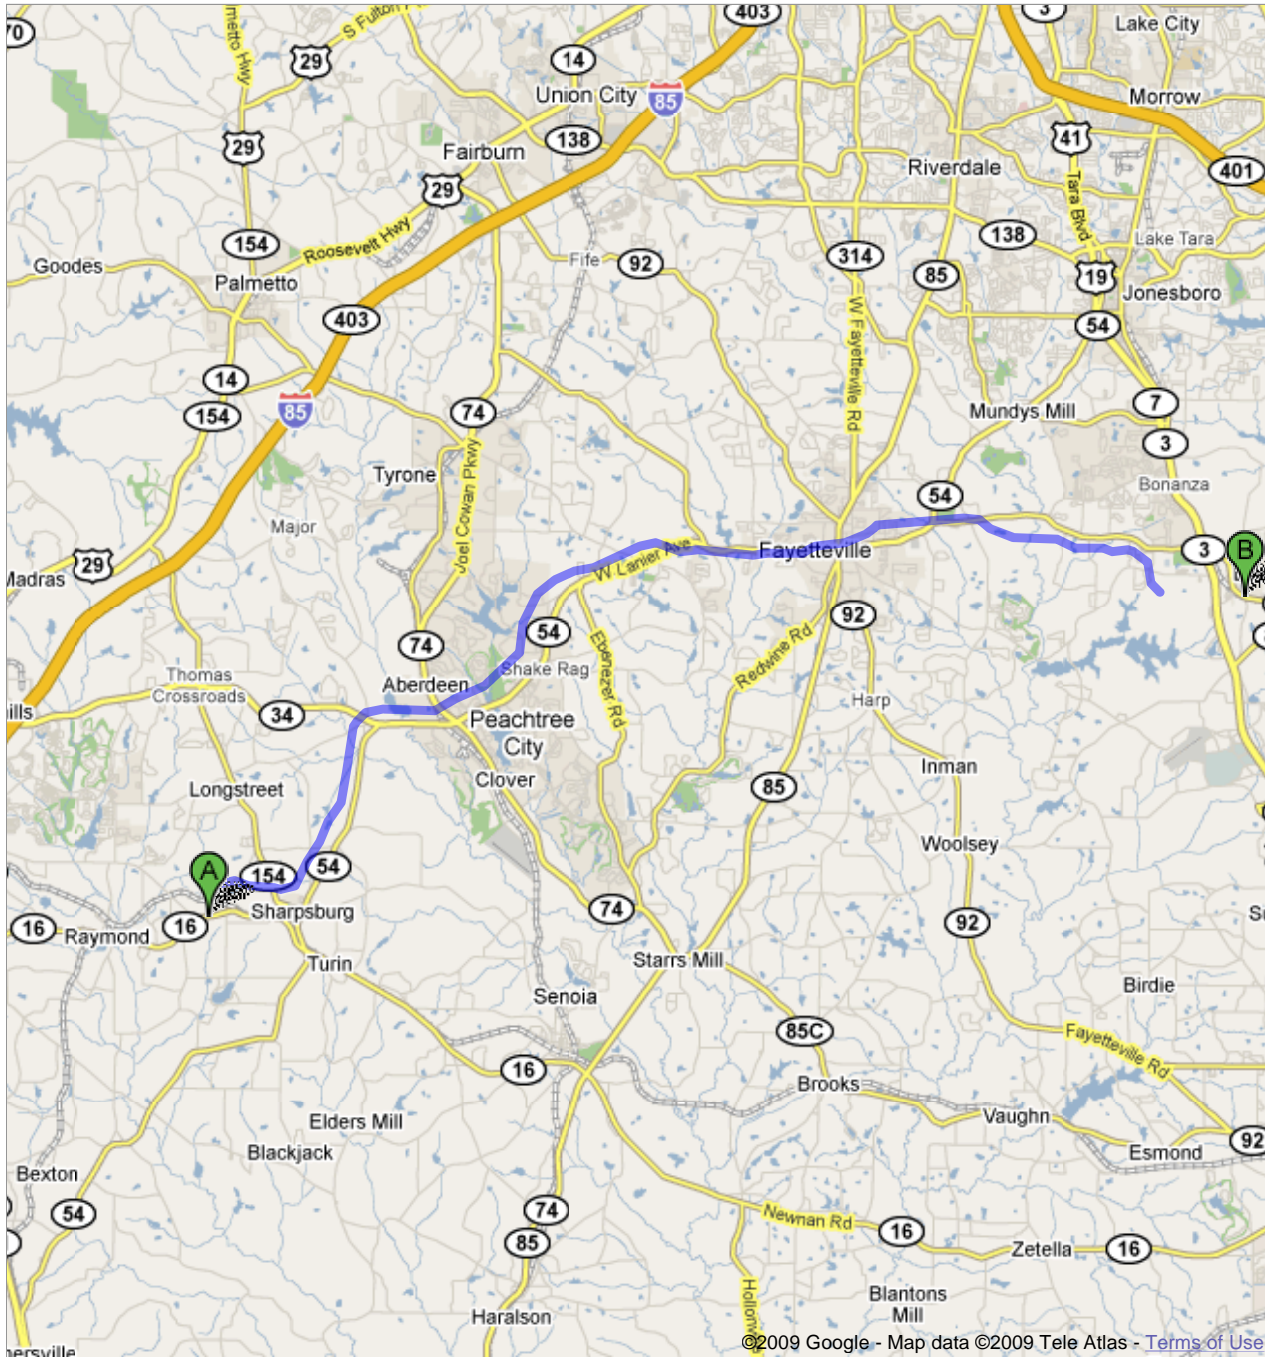 403
3
Lake City
70
S Fulton
metto Hwy
29
14
Union City
85
Morrow
41
138
29
Fairburn
Riverdale
401
29
Tara Blvd
Roosevelt Hwy
154
138
Lake Tara
314
Fife
92
85
19
Goodes
Palmetto
Jonesboro
403
54
W Fayetteville Rd
14
85
154
74
Mundys Mill
7
3
Tyrone
Joel Cowan Pkwy
Bonanza
54
Major
W Lanier Ave
Fayetteville
3
B
29
Madras
92
54
74
Ebenezer Rd
Redwine Rd
Shake Rag
Thomas
Crossroads
Aberdeen
Harp
34
ills
Peachtree
City
Inman
Clover
85
Longstreet
Woolsey
A
154
54
Sharpsburg
74
16
16
Raymond
92
Starrs Mill
Turin
Birdie
Senoia
85C
Fayetteville Rd
16
Brooks
Vaughn
Elders Mill
92
Blackjack
Esmond
Bexton
54
74
Newnan Rd
16
85
Zetella
16
Blantons
Mill
Haralson
©2009 Google - Map data ©2009 Tele Atlas - Terms of Use
nersville